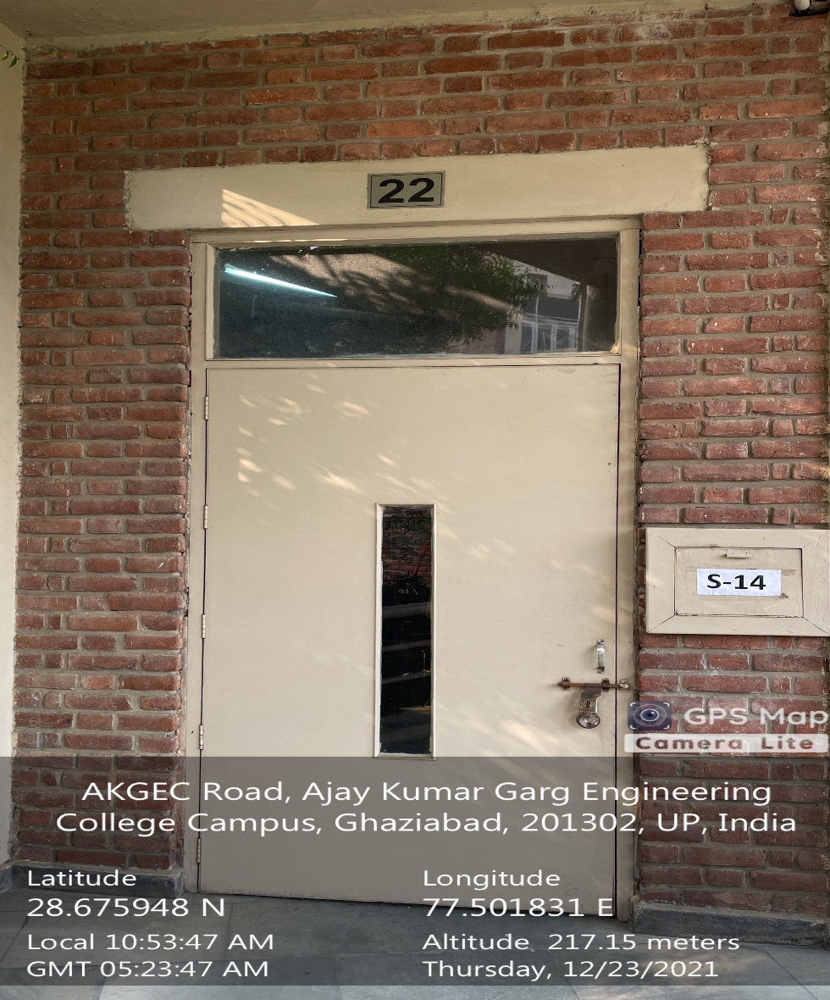 22
S-14
GPS Map
Camera Lite
AKGEC Road, Ajay Kumar Garg Engineering
College Campus, Ghaziabad, 201302, UP, India
Latitude
28.675948 N
Longitude
77.501831 E
Local 10:53:47 AM
GMT 05:23:47 AM
Altitude 217.15 meters
Thursday, 12/23/2021